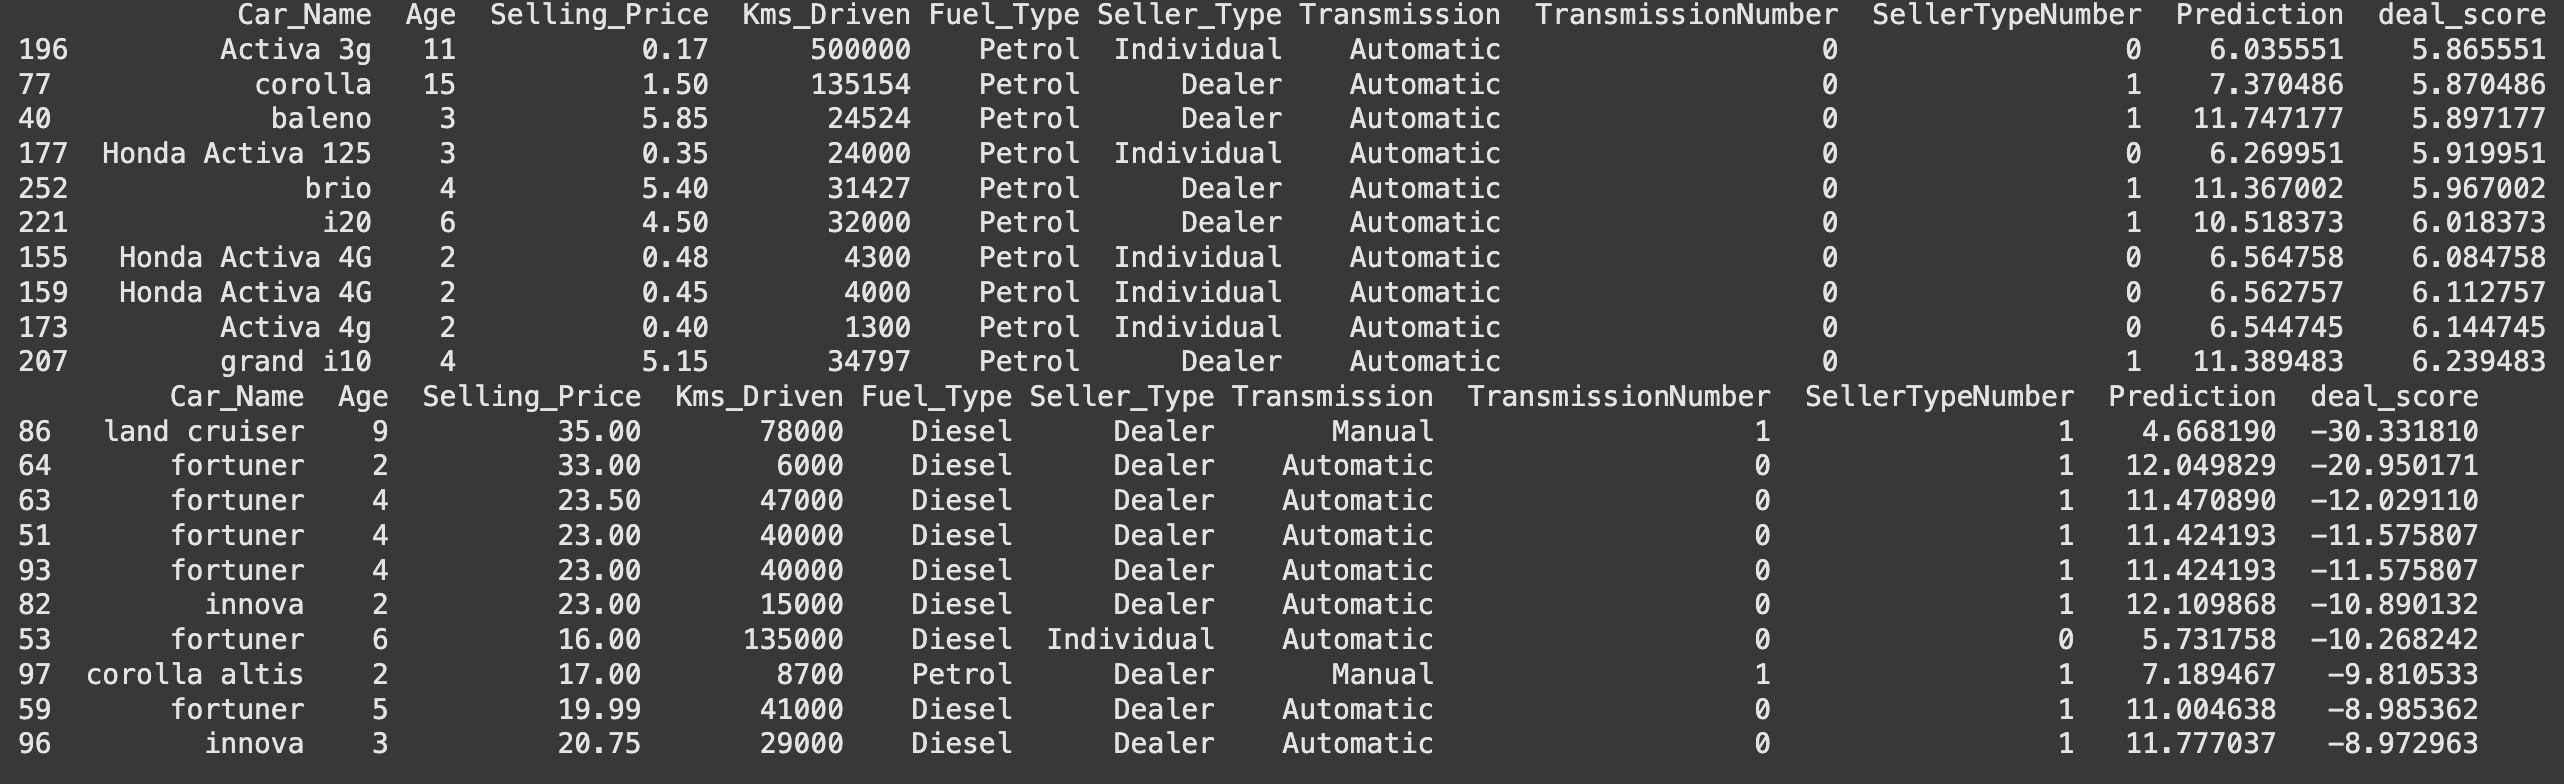 Car_Name Age Selling_Price Kms_Driven Fuel_Type Seller_Type Transmission TransmissionNumber SellerTypeNumber Prediction deal_score
196 Activa 3g 11 0.17 500000 Petrol Individual Automatic 0 0 6.035551 5.865551
77 corolla 15 1.50 135154 Petrol Dealer Automatic 0 1 7.370486 5.870486
40 baleno 3 5.85 24524 Petrol Dealer Automatic 0 1 11.747177 5.897177
177 Honda Activa 125 3 0.35 24000 Petrol Individual Automatic 0 0 6.269951 5.919951
252 brio 4 5.40 31427 Petrol Dealer Automatic 0 1 11.367002 5.967002
221 i20 6 4.50 32000 Petrol Dealer Automatic 0 1 10.518373 6.018373
155 Honda Activa 4G 2 0.48 4300 Petrol Individual Automatic 0 0 6.564758 6.084758
159 Honda Activa 4G 2 0.45 4000 Petrol Individual Automatic 0 0 6.562757 6.112757
173 Activa 4g 2 0.40 1300 Petrol Individual Automatic 0 0 6.544745 6.144745
207 grand i10 4 5.15 34797 Petrol Dealer Automatic 0 1 11.389483 6.239483
Car_Name Age Selling_Price Kms_Driven Fuel_Type Seller_Type Transmission TransmissionNumber SellerTypeNumber Prediction deal_score
86 land cruiser 9 35.00 78000 Diesel Dealer Manual 1 1 4.668190 -30.331810
64 fortuner 2 33.00 6000 Diesel Dealer Automatic 0 1 12.049829 -20.950171
63 fortuner 4 23.50 47000 Diesel Dealer Automatic 0 1 11.470890 -12.029110
51 fortuner 4 23.00 40000 Diesel Dealer Automatic 0 1 11.424193 -11.575807
93 fortuner 4 23.00 40000 Diesel Dealer Automatic 0 1 11.424193 -11.575807
82 innova 2 23.00 15000 Diesel Dealer Automatic 0 1 12.109868 -10.890132
53 fortuner 6 16.00 135000 Diesel Individual Automatic 0 0 5.731758 -10.268242
97 corolla altis 2 17.00 8700 Petrol Dealer Manual 1 1 7.189467 -9.810533
59 fortuner 5 19.99 41000 Diesel Dealer Automatic 0 1 11.004638 -8.985362
96 innova 3 20.75 29000 Diesel Dealer Automatic 0 1 11.777037 -8.972963